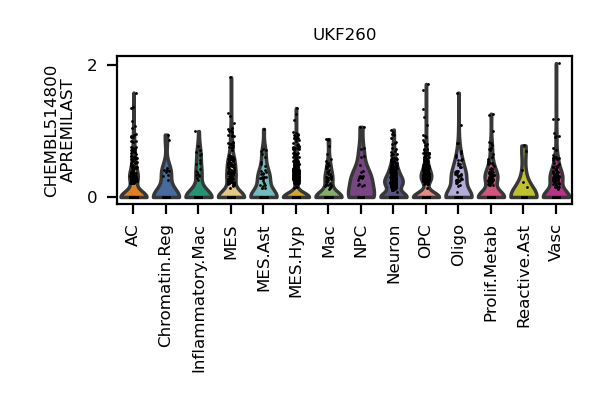 UKF260
CHEMBL514800
APREMILAST
2
0
AC
Chromatin.Reg
Inflammatory.Mac
MES
MES.Ast
MES.Hyp
Mac
NPC
Neuron
OPC
Oligo
Prolif.Metab
Reactive.Ast
Vasc